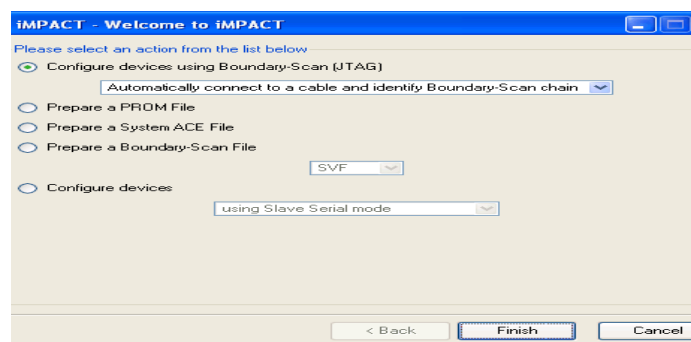 iMPACT - Welcome to iMPACT
Please select an action from the list below
Configure devices using Boundary-Scan (JTAG)
Automatically connect to a cable and identify Boundary-Scan chain
Prepare a PROM File
Prepare a System ACE File
Prepare a Boundary-Scan File
SVF
Configure devices
using Slave Serial mode
< Back Finish Cancel